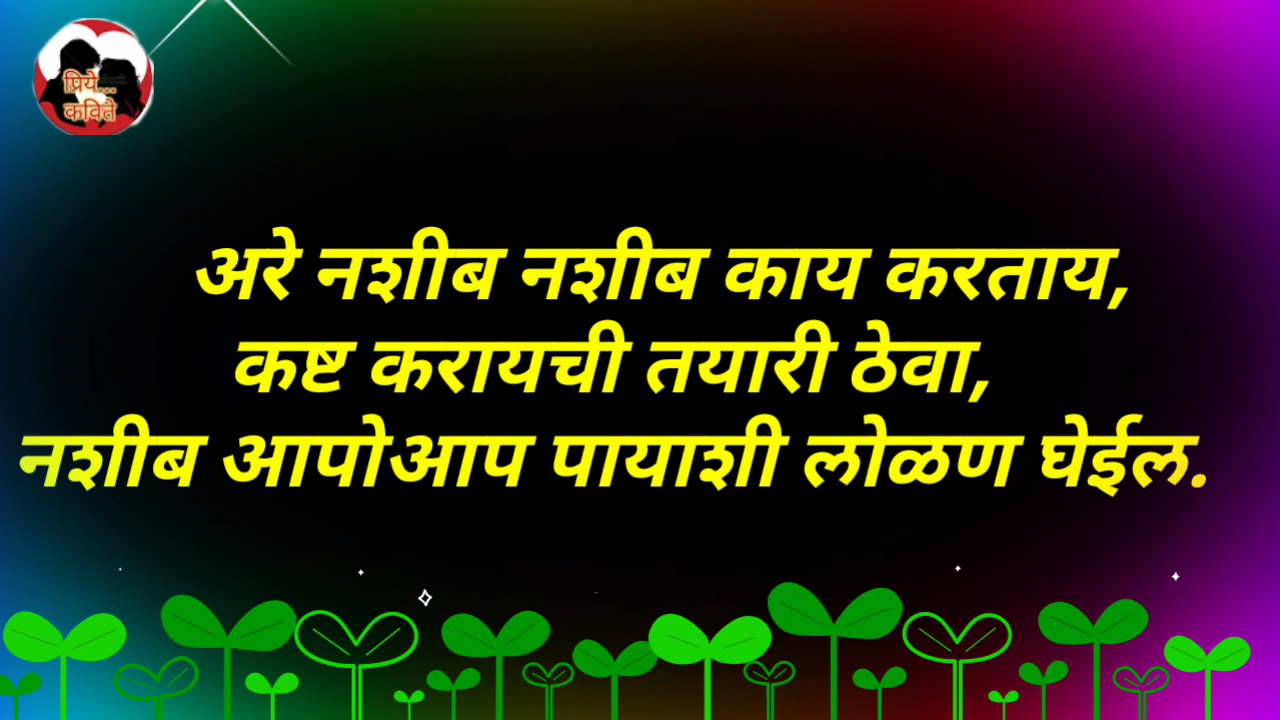 प्रिये...
कविते
अरे नशीब नशीब काय करताय,
कष्ट करायची तयारी ठेवा,
नशीब आपोआप पायाशी लोळण घेईल.